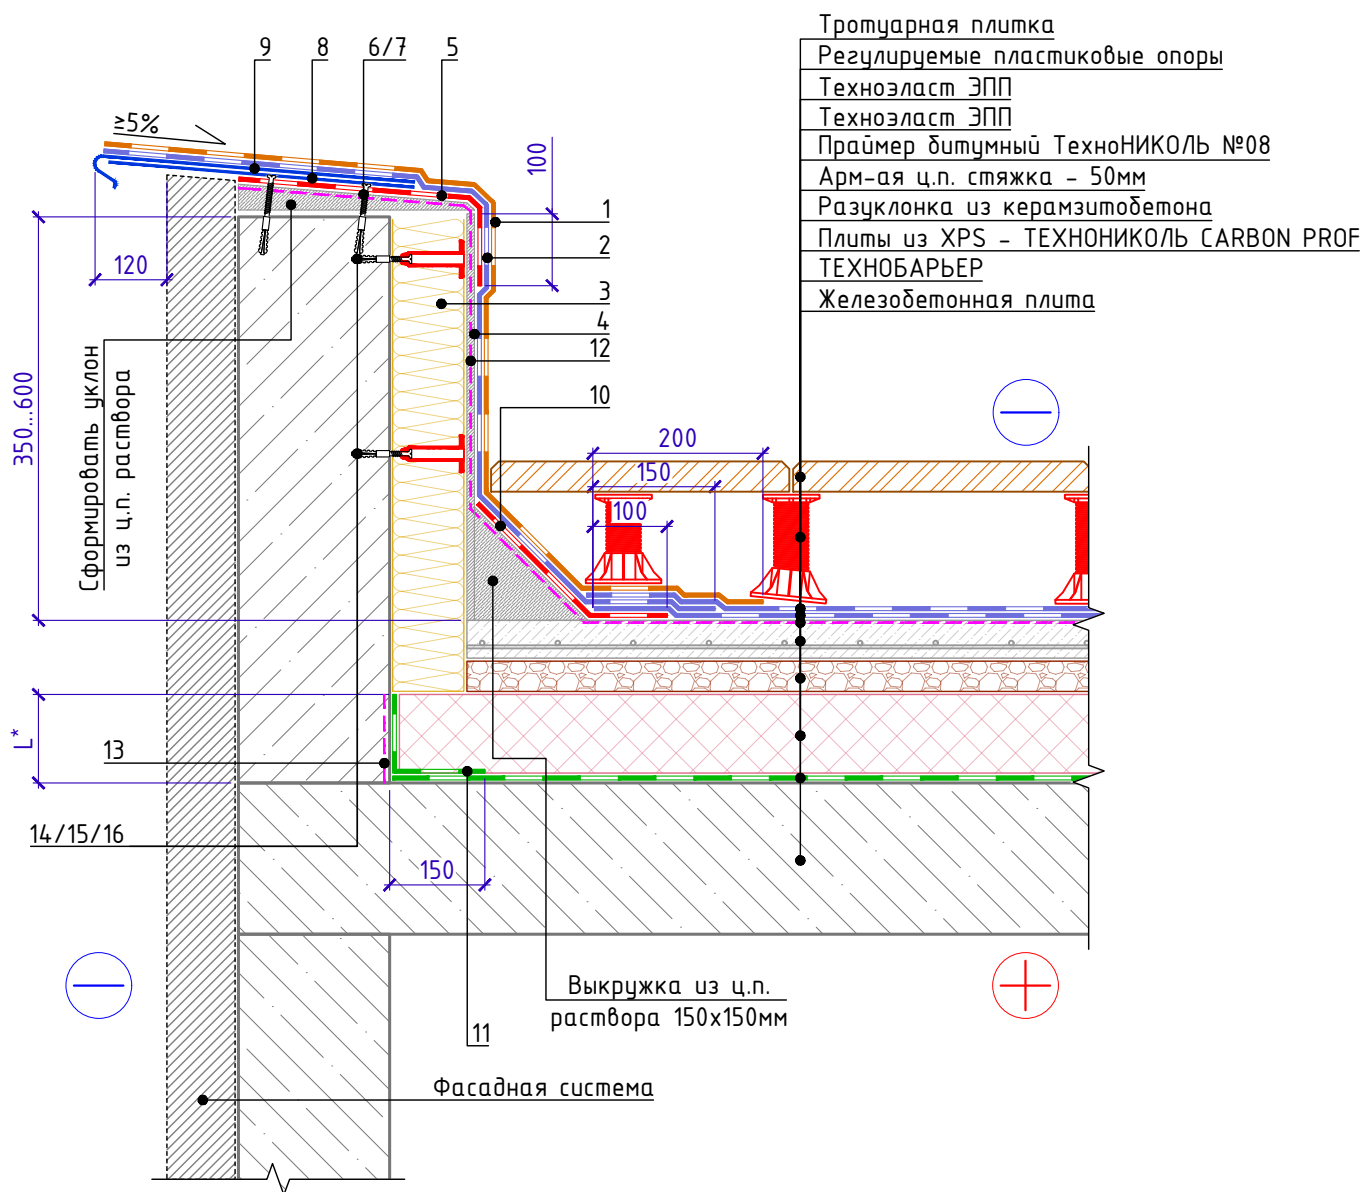 Тротуарная плитка
Регулируемые пластиковые опоры
Техноэласт ЭПП
Техноэласт ЭПП
Праймер битумный ТехноНИКОЛЬ №08
Арм-ая ц.п. стяжка - 50мм
Разуклонка из керамзитобетона
Плиты из XPS - ТЕХНОНИКОЛЬ CARBON PROF
ТЕХНОБАРЬЕР
Железобетонная плита
9
8
6/7
5
≥5%
100
1
2
120
3
4
12
10
350...600
Сформировать уклон
из ц.п. раствора
200
150
100
L*
13
14/15/16
150
Выкружка из ц.п.
раствора 150х150мм
11
Фасадная система